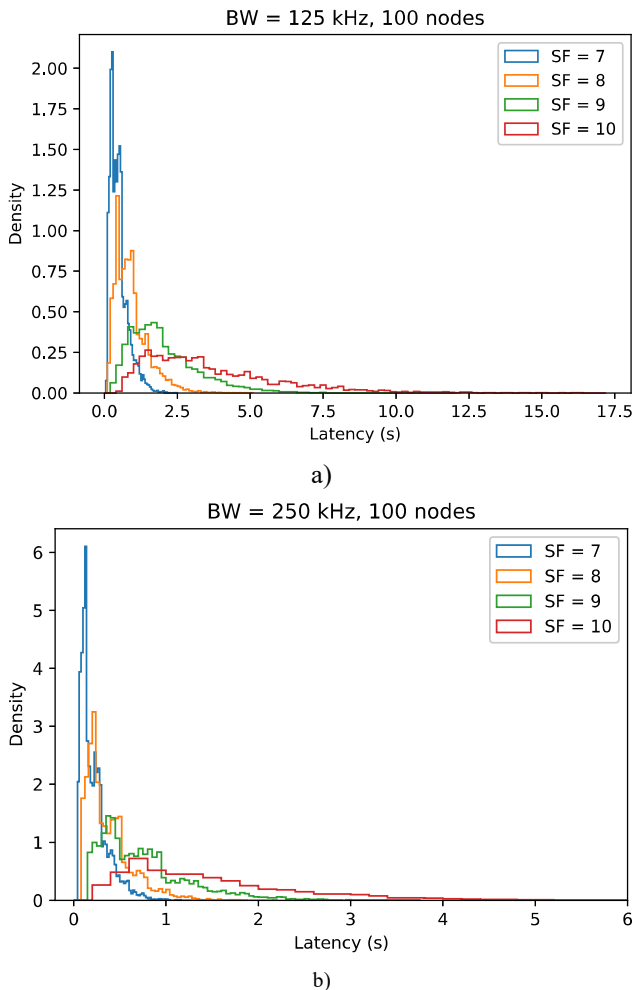 BW = 125 kHz, 100 nodes
2.00
1.75
1.50
1.25
1.00
0.75
0.50
0.25
0.00
Density
SF = 7
SF = 8
SF = 9
SF = 10
0.0 2.5 5.0 7.5 10.0 12.5 15.0 17.5
Latency (s)
a)
BW = 250 kHz, 100 nodes
6
5
4
3
2
1
0
Density
SF = 7
SF = 8
SF = 9
SF = 10
0 1 2 3 4 5 6
Latency (s)
b)